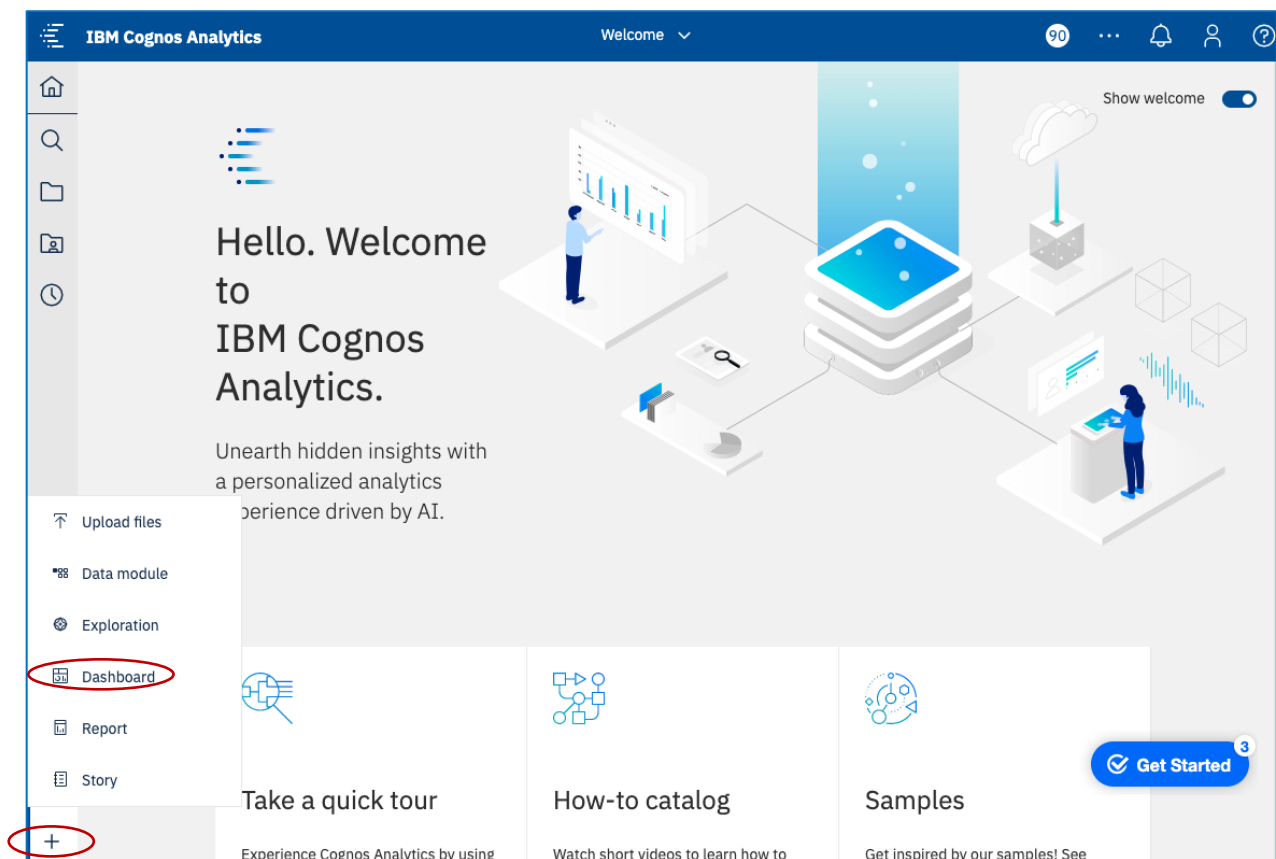 IBM Cognos Analytics
Welcome
90
Show welcome
Hello. Welcome
to
IBM Cognos
Analytics.
Unearth hidden insights with
a personalized analytics
perience driven by AI.
Upload files
Data module
Exploration
Dashboard
Report
Story
3
Get Started
Take a quick tour
How-to catalog
Samples
Experience Cognos Analytics by using
Watch short videos to learn how to
Get inspired by our samples! See